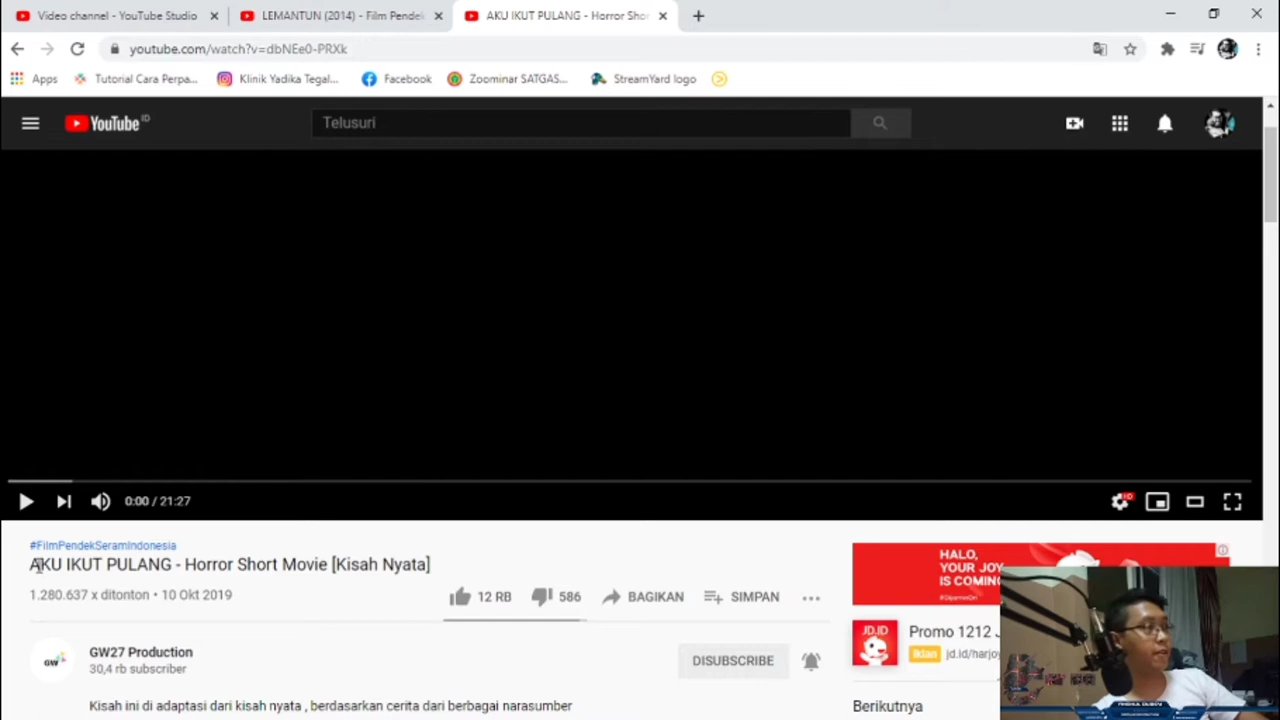 Video channel - YouTube Studio
LEMANTUN (2014) - Film Pendek
AKU IKUT PULANG - Horror Shor
youtube.com/watch?v=dbNEe0-PRXk
Apps
Tutorial Cara Perpa...
Klinik Yadika Tegal...
Facebook
Zoominar SATGAS...
StreamYard logo
YouTube ID
Telusuri
0:00 / 21:27
HD
#FilmPendekSeramIndonesia
AKU IKUT PULANG - Horror Short Movie [Kisah Nyata]
1.280.637 x ditonton • 10 Okt 2019
12 RB
586
BAGIKAN
SIMPAN
GW
GW27 Production
30,4 rb subscriber
DISUBSCRIBE
Kisah ini di adaptasi dari kisah nyata , berdasarkan cerita dari berbagai narasumber
HALO,
YOUR JOY
IS COMING
JD.ID
Promo 1212 J
Iklan jd.id/harjoy
Berikutnya